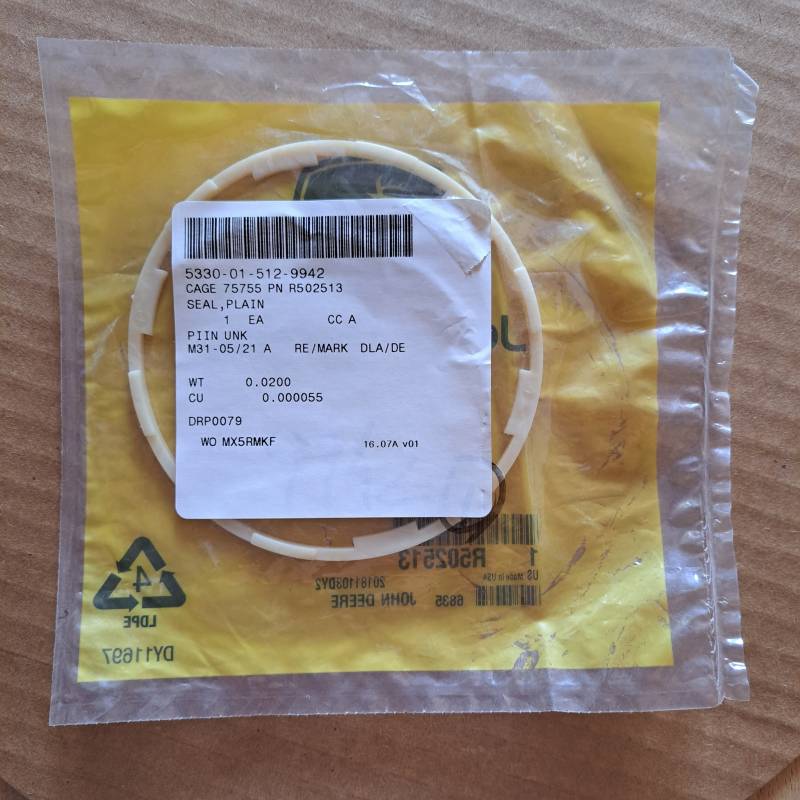 5330-01-512-9942
CAGE 75755 PN R502513
SEAL,PLAIN
1 EA CC A
PIIN UNK
M31-05/21 A RE/MARK DLA/DE
WT 0.0200
CU 0.000055
DRP0079
WO MX5RMKF 16.07A v01
1 R502513
US Made in USA
20181103DY2
6835 JOHN DEERE
4
LDPE
DY11697